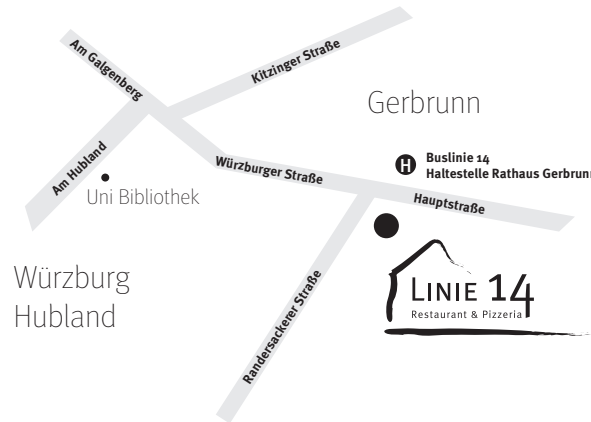 Am Galgenberg
Kitzinger Straße
Gerbrunn
Am Hubland
Würzburger Straße
H
Buslinie 14
Haltestelle Rathaus Gerbrunn
Uni Bibliothek
Hauptstraße
Würzburg
Hubland
Randersackerer Straße
LINIE 14
Restaurant & Pizzeria